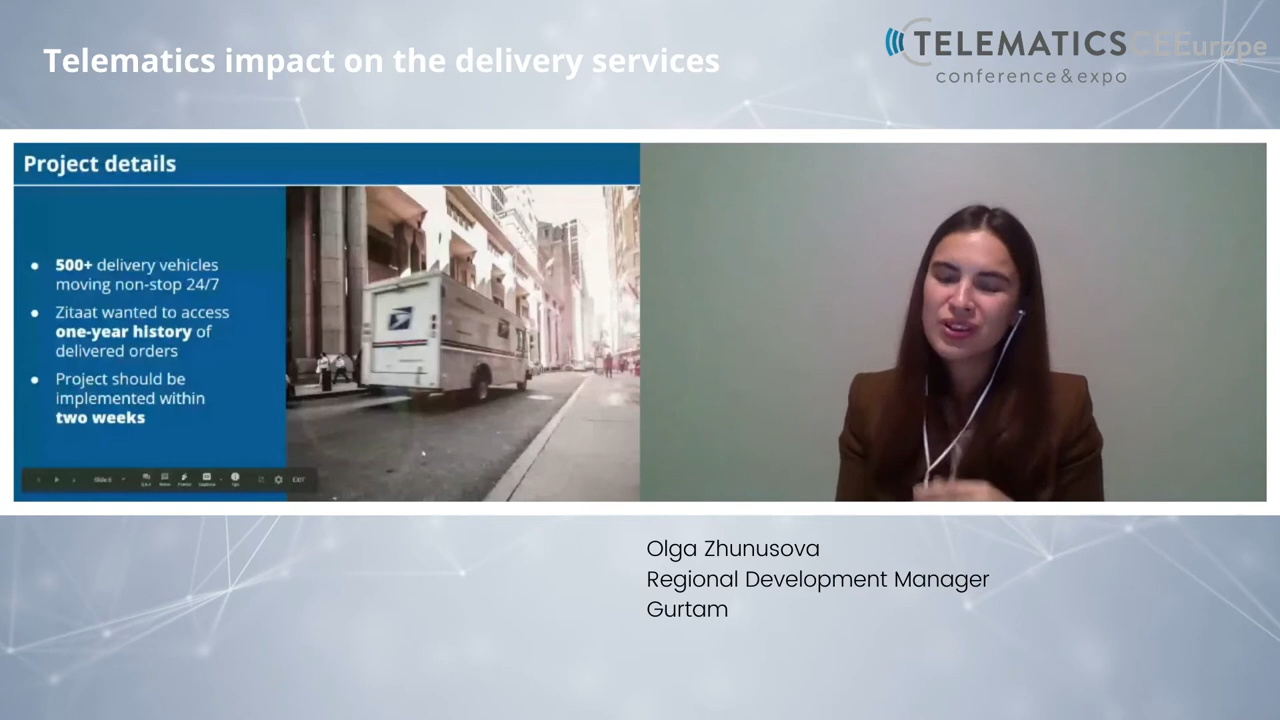 Telematics impact on the delivery services
TELEMATICS CEEurope
conference & expo
Project details
500+ delivery vehicles
moving non-stop 24/7
Zitaat wanted to access
one-year history of
delivered orders
Project should be
implemented within
two weeks
EXIT
Olga Zhunusova
Regional Development Manager
Gurtam